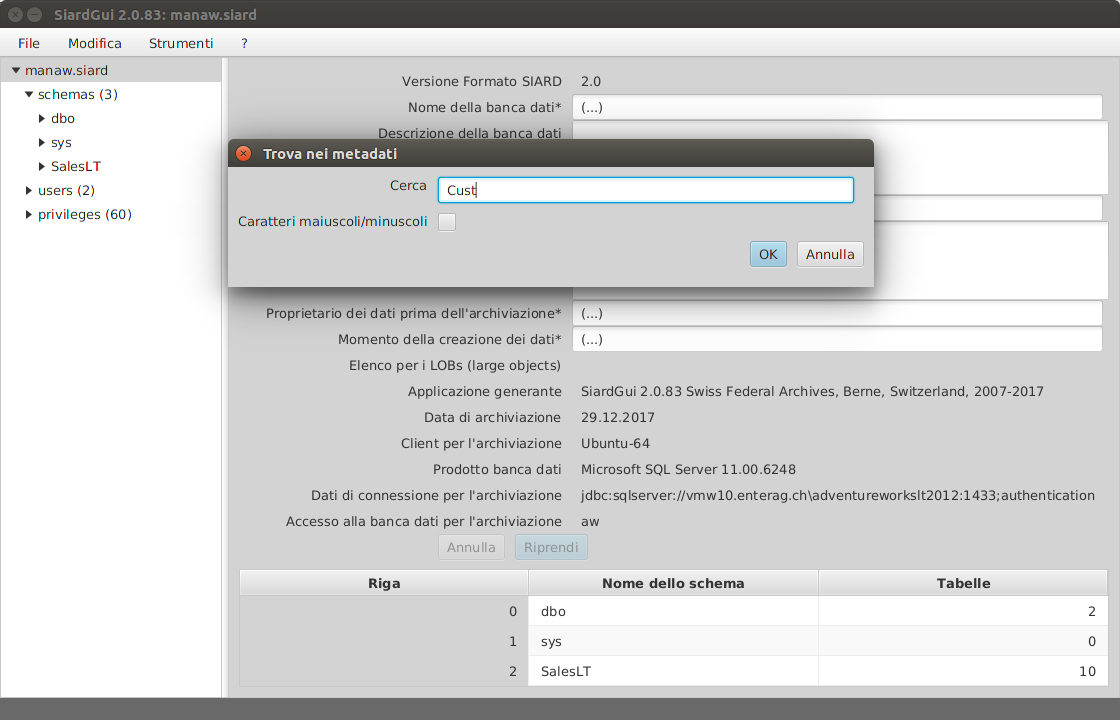 SiardGui 2.0.83: manaw.siard
File Modifica Strumenti ?
manaw.siard
schemas (3)
dbo
sys
SalesLT
users (2)
privileges (60)
Versione Formato SIARD 2.0
Nome della banca dati* (...)
Descrizione della banca dati
Trova nei metadati
Cerca Cust
Caratteri maiuscoli/minuscoli
OK Annulla
Proprietario dei dati prima dell'archiviazione* (...)
Momento della creazione dei dati* (...)
Elenco per i LOBs (large objects)
Applicazione generante SiardGui 2.0.83 Swiss Federal Archives, Berne, Switzerland, 2007-2017
Data di archiviazione 29.12.2017
Client per l'archiviazione Ubuntu-64
Prodotto banca dati Microsoft SQL Server 11.00.6248
Dati di connessione per l'archiviazione jdbc:sqlserver://vmw10.enterag.ch\adventureworkslt2012:1433;authentication
Accesso alla banca dati per l'archiviazione aw
Annulla Riprendi
Riga Nome dello schema Tabelle
0 dbo 2
1 sys 0
2 SalesLT 10